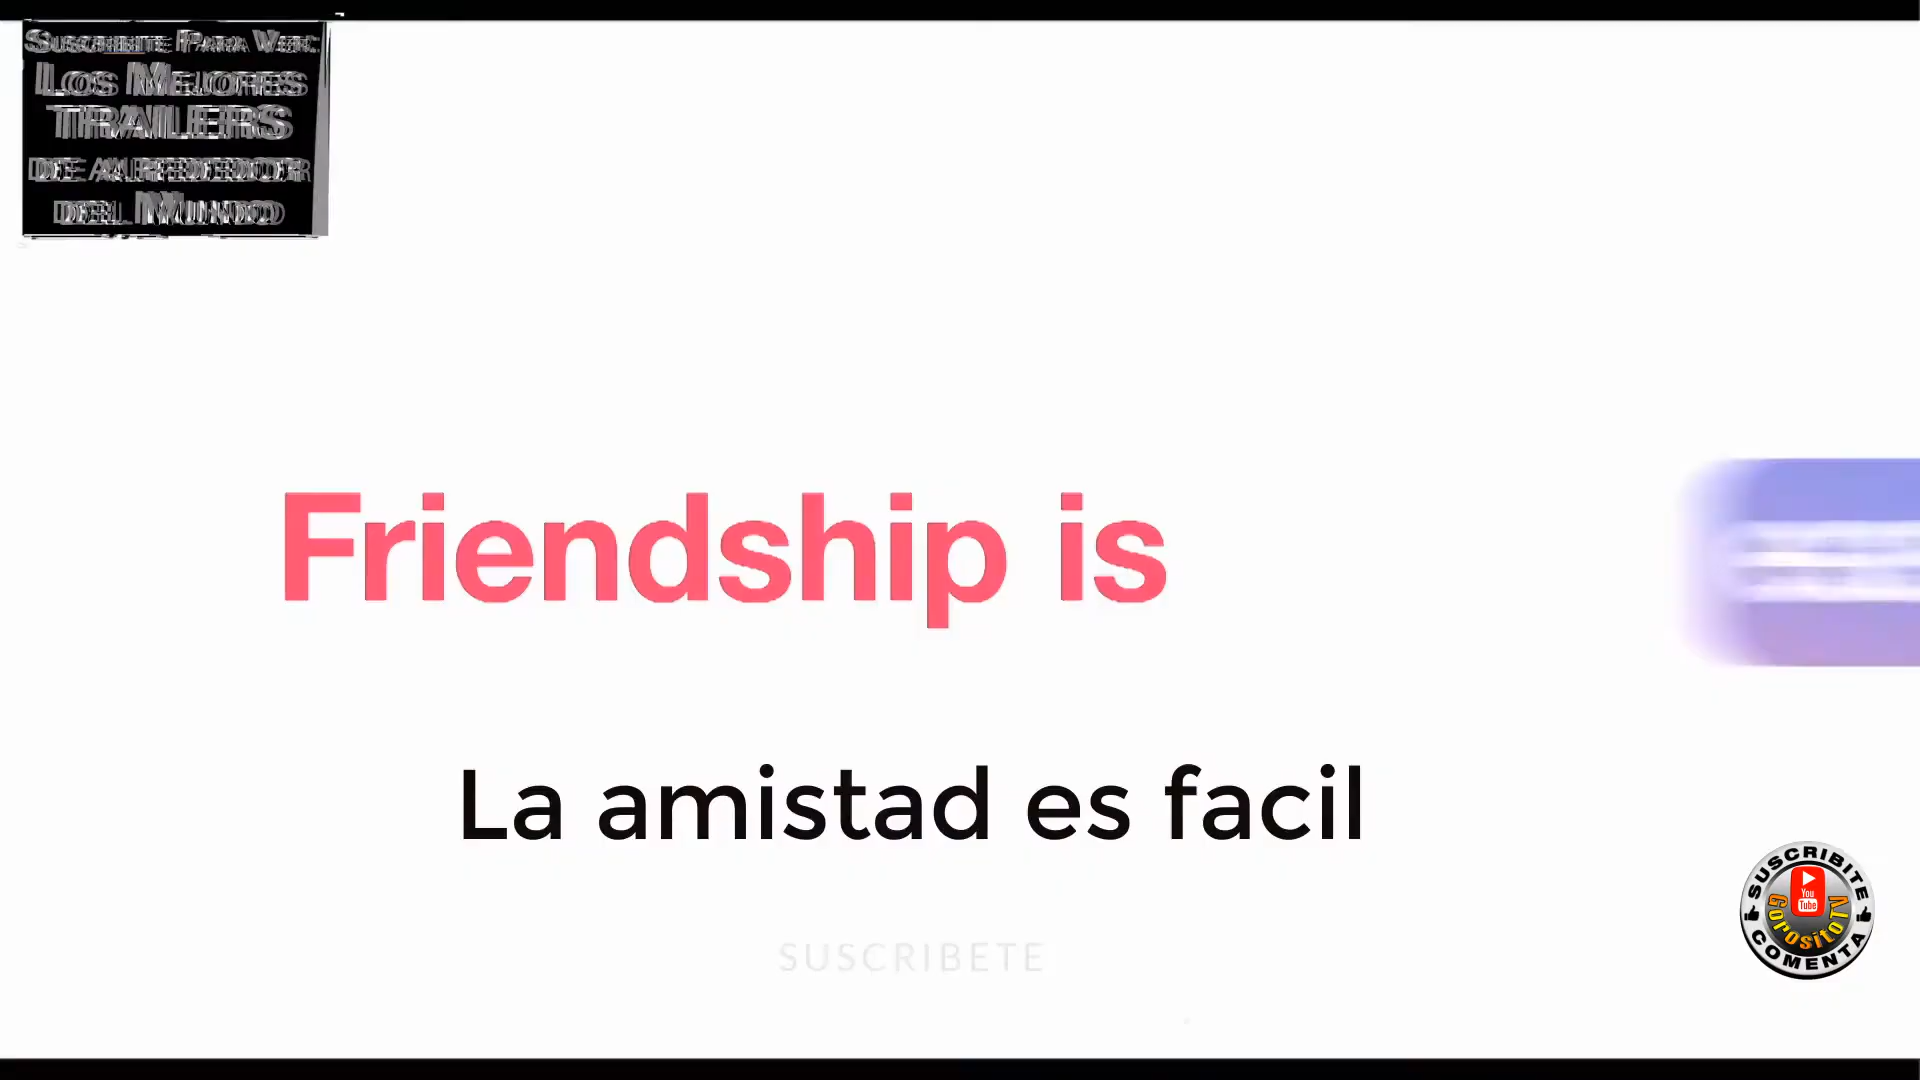 Suscribite Para Ver:
Los Mejores
TRAILERS
de alrededor
del Mundo
Friendship is
La amistad es facil
SUSCRIBETE
SUSCRIBITE
You
Tube
GorositoTV
COMENTA